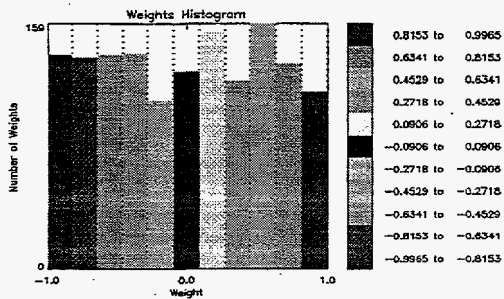 Weights Histogram
150
Number of Weights
0
-1.0
0.0
1.0
Weight
0.8153 to 0.9965
0.6341 to 0.8153
0.4529 to 0.6341
0.2718 to 0.4529
0.0906 to 0.2718
-0.0906 to 0.0906
-0.2718 to -0.0906
-0.4529 to -0.2718
-0.6341 to -0.4529
-0.8153 to -0.6341
-0.9965 to -0.8153